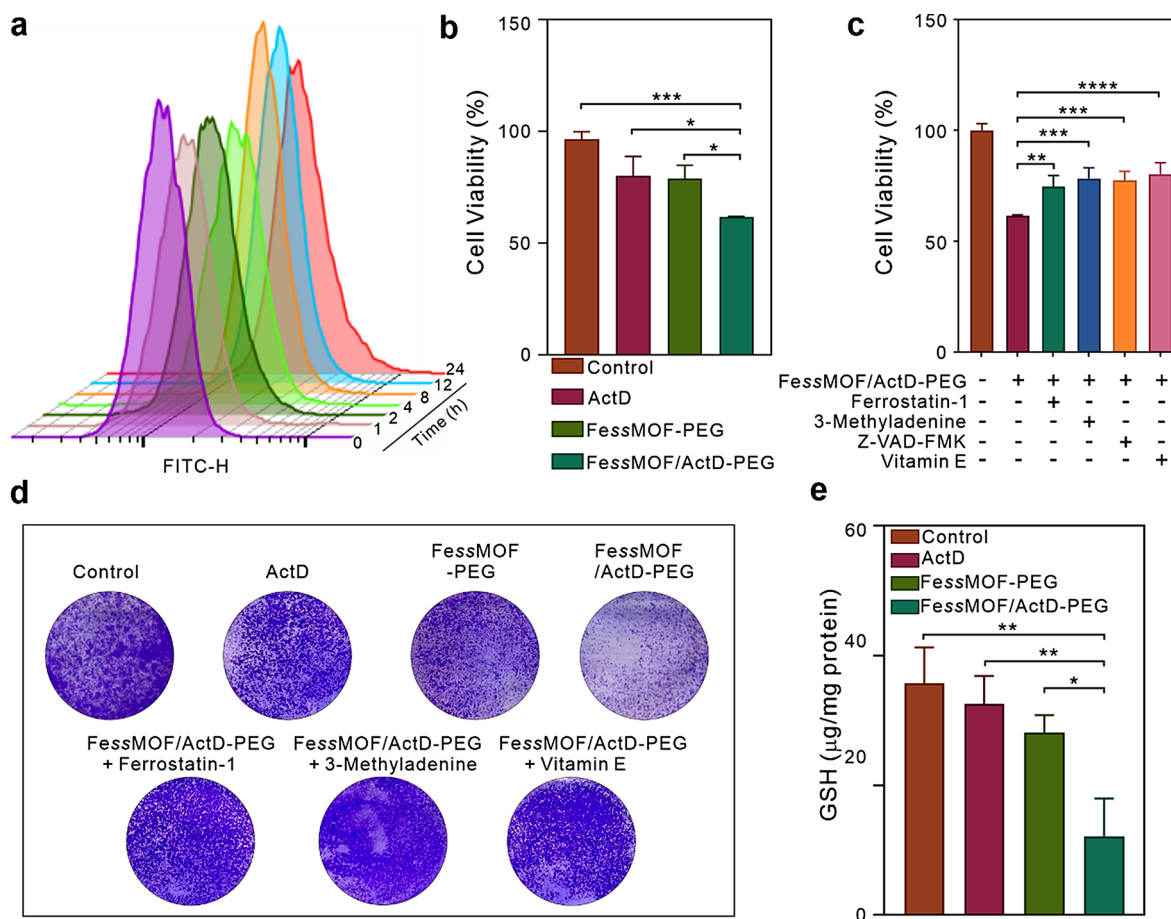 a
FITC-H
0
1
2
4
8
12
24
Time (h)
b
Cell Viability (%)
150
100
50
0
***
*
*
Control
ActD
FessMOF-PEG
FessMOF/ActD-PEG
c
Cell Viability (%)
150
100
50
0
****
***
***
**
FessMOF/ActD-PEG - + + + + +
Ferrostatin-1 - - + - - -
3-Methyladenine - - - + - -
Z-VAD-FMK - - - - + -
Vitamin E - - - - - +
d
Control
ActD
FessMOF
-PEG
FessMOF
/ActD-PEG
FessMOF/ActD-PEG
+ Ferrostatin-1
FessMOF/ActD-PEG
+ 3-Methyladenine
FessMOF/ActD-PEG
+ Vitamin E
e
GSH (μg/mg protein)
60
40
20
0
Control
ActD
FessMOF-PEG
FessMOF/ActD-PEG
**
**
*